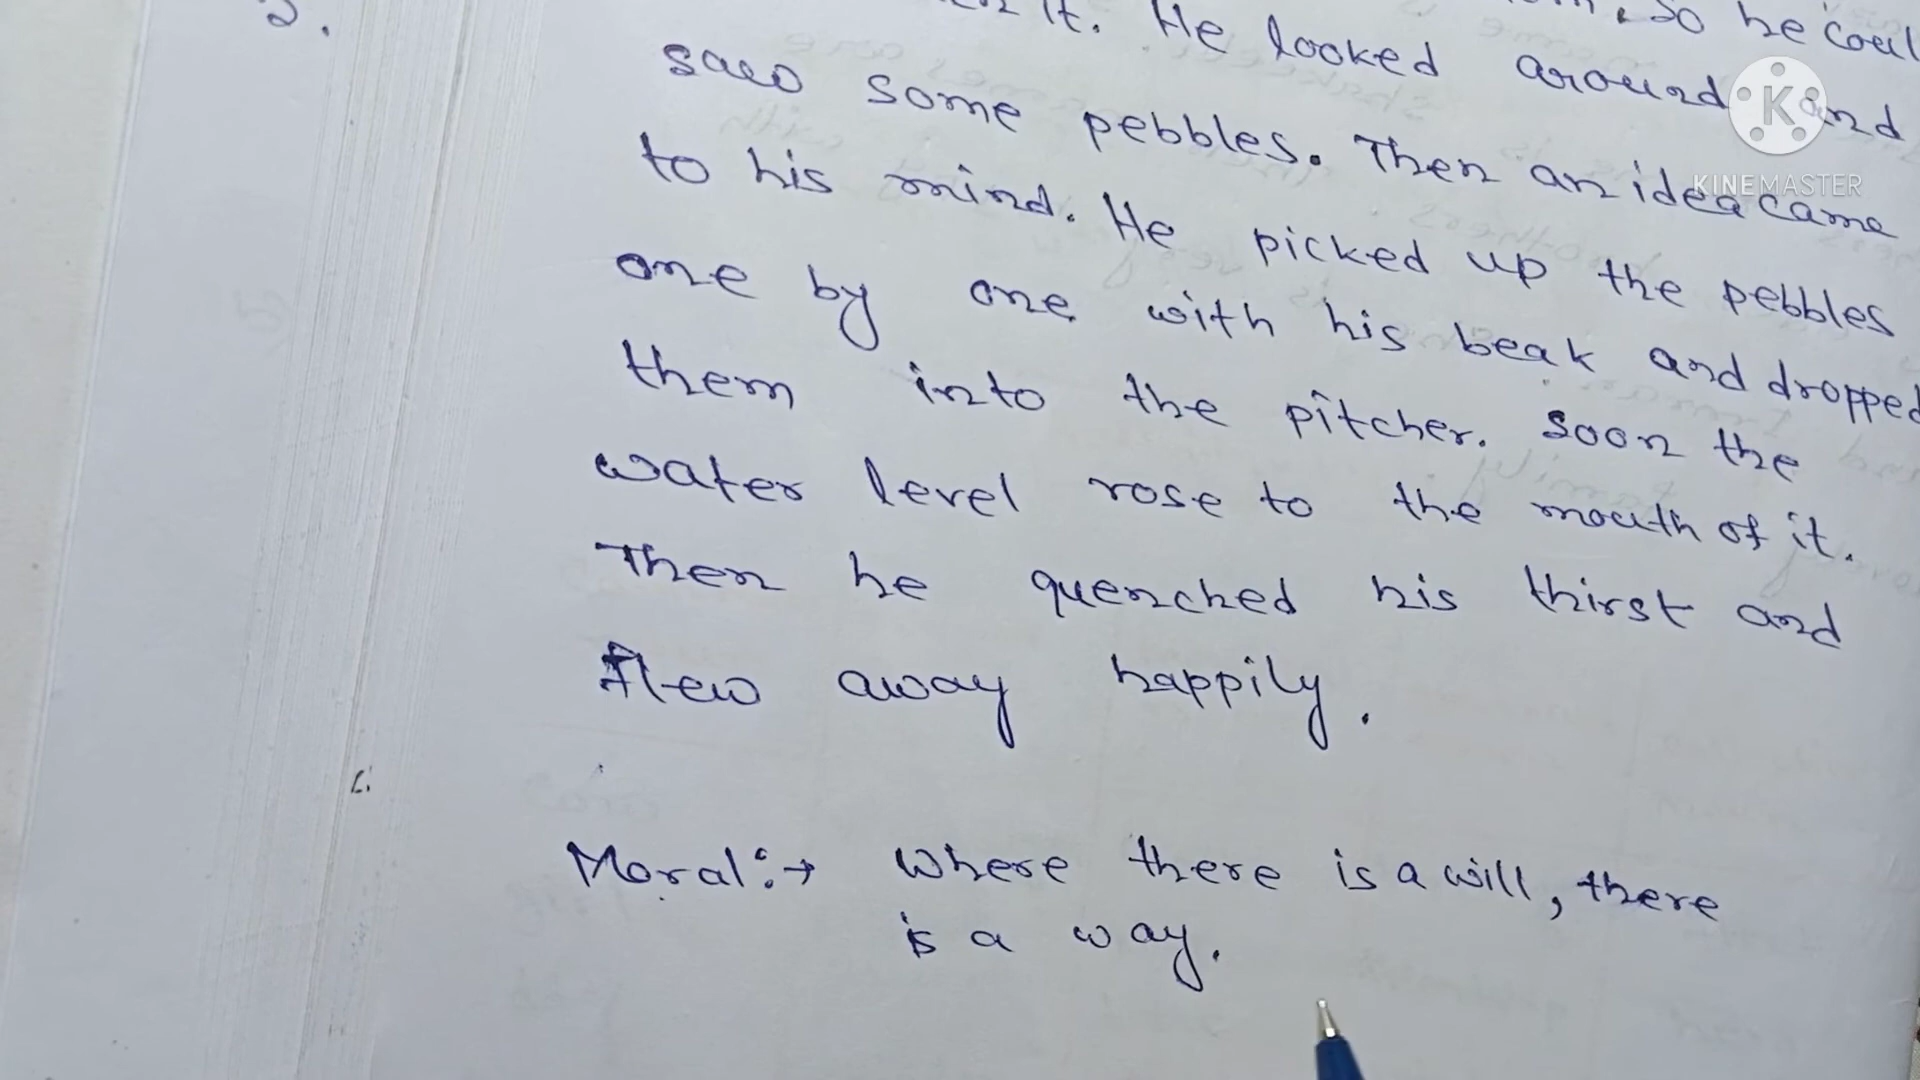 it. He looked around and
saw some pebbles. Then an idea came
to his mind. He picked up the pebbles
one by one with his beak and dropped
them into the pitcher. Soon the
water level rose to the mouth of it.
Then he quenched his thirst and
flew away happily.
Moral:→ Where there is a will, there
is a way.
K
KINEMASTER